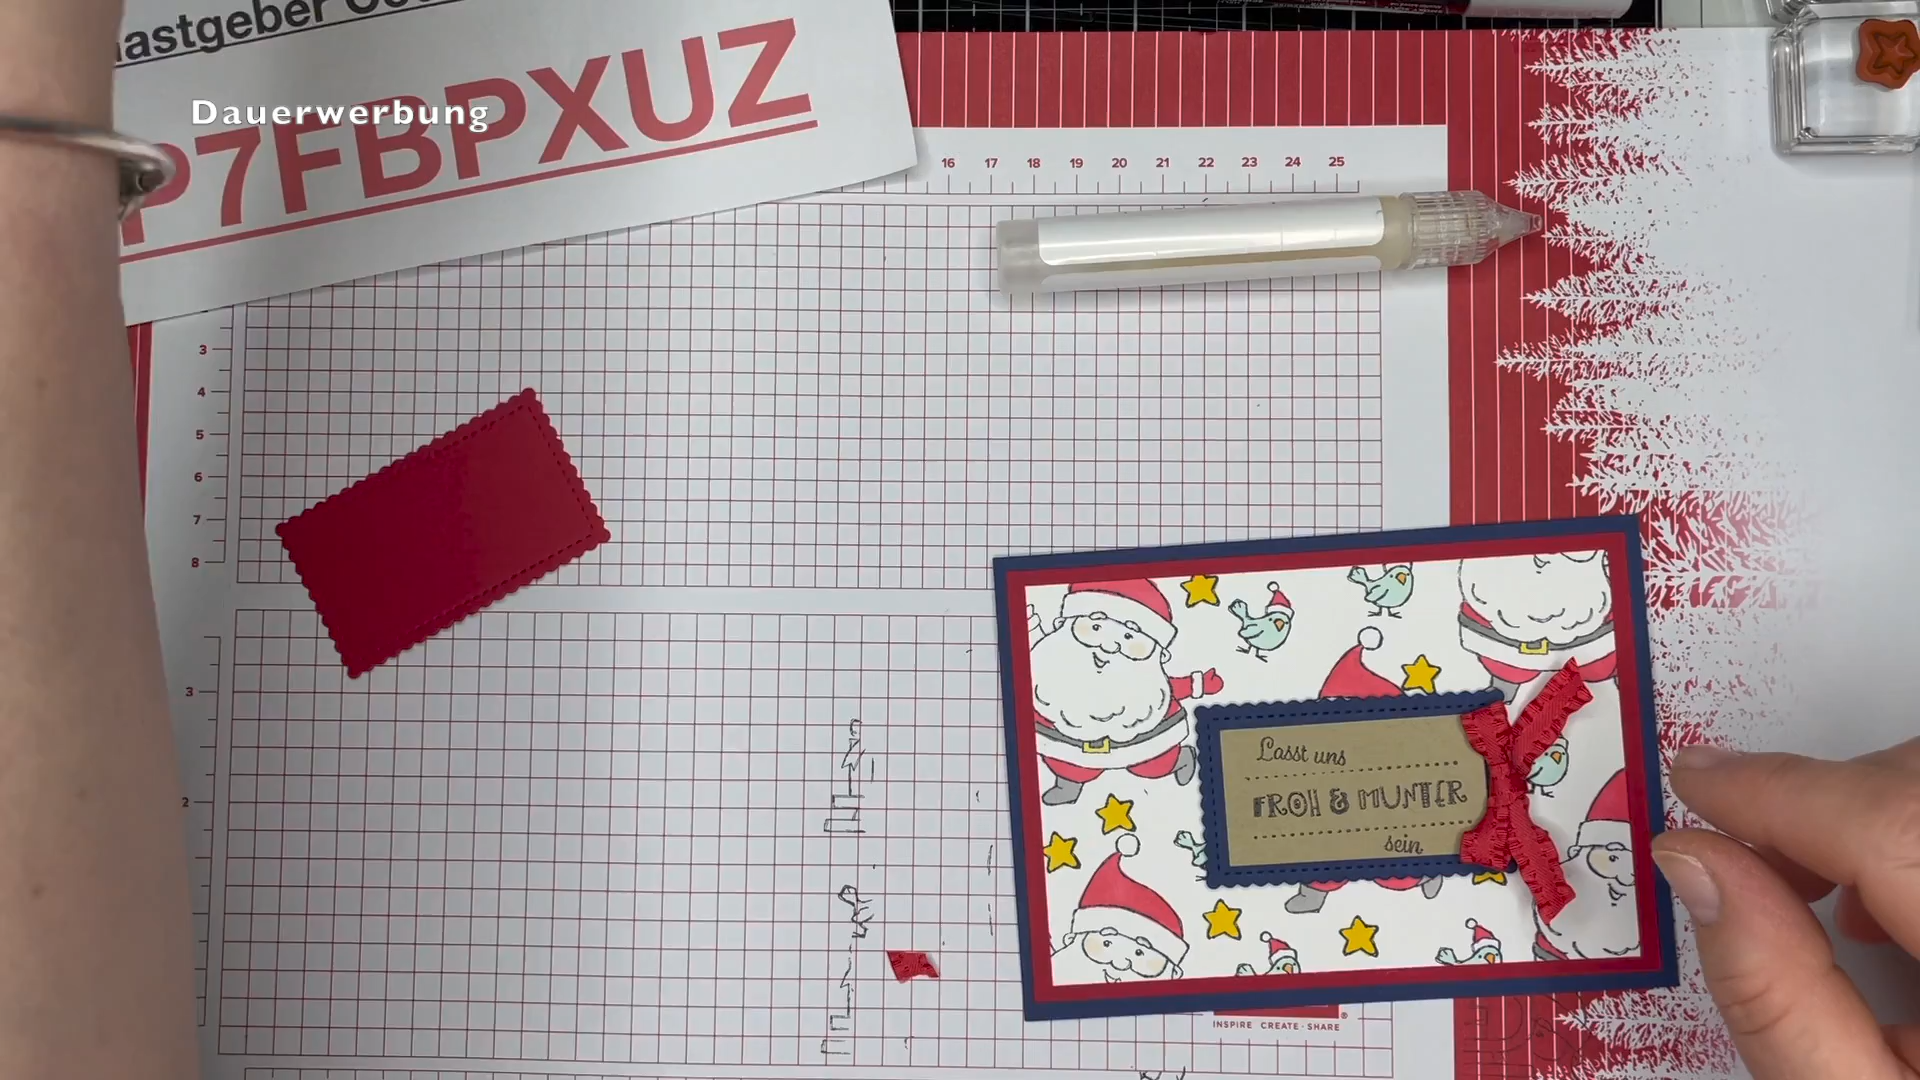 Dauerwerbung
P7FBPXUZ
16 17 18 19 20 21 22 23 24 25
3
4
5
6
7
8
3
2
Lasst uns
FROH & MUNTER
sein
INSPIRE · CREATE · SHARE®